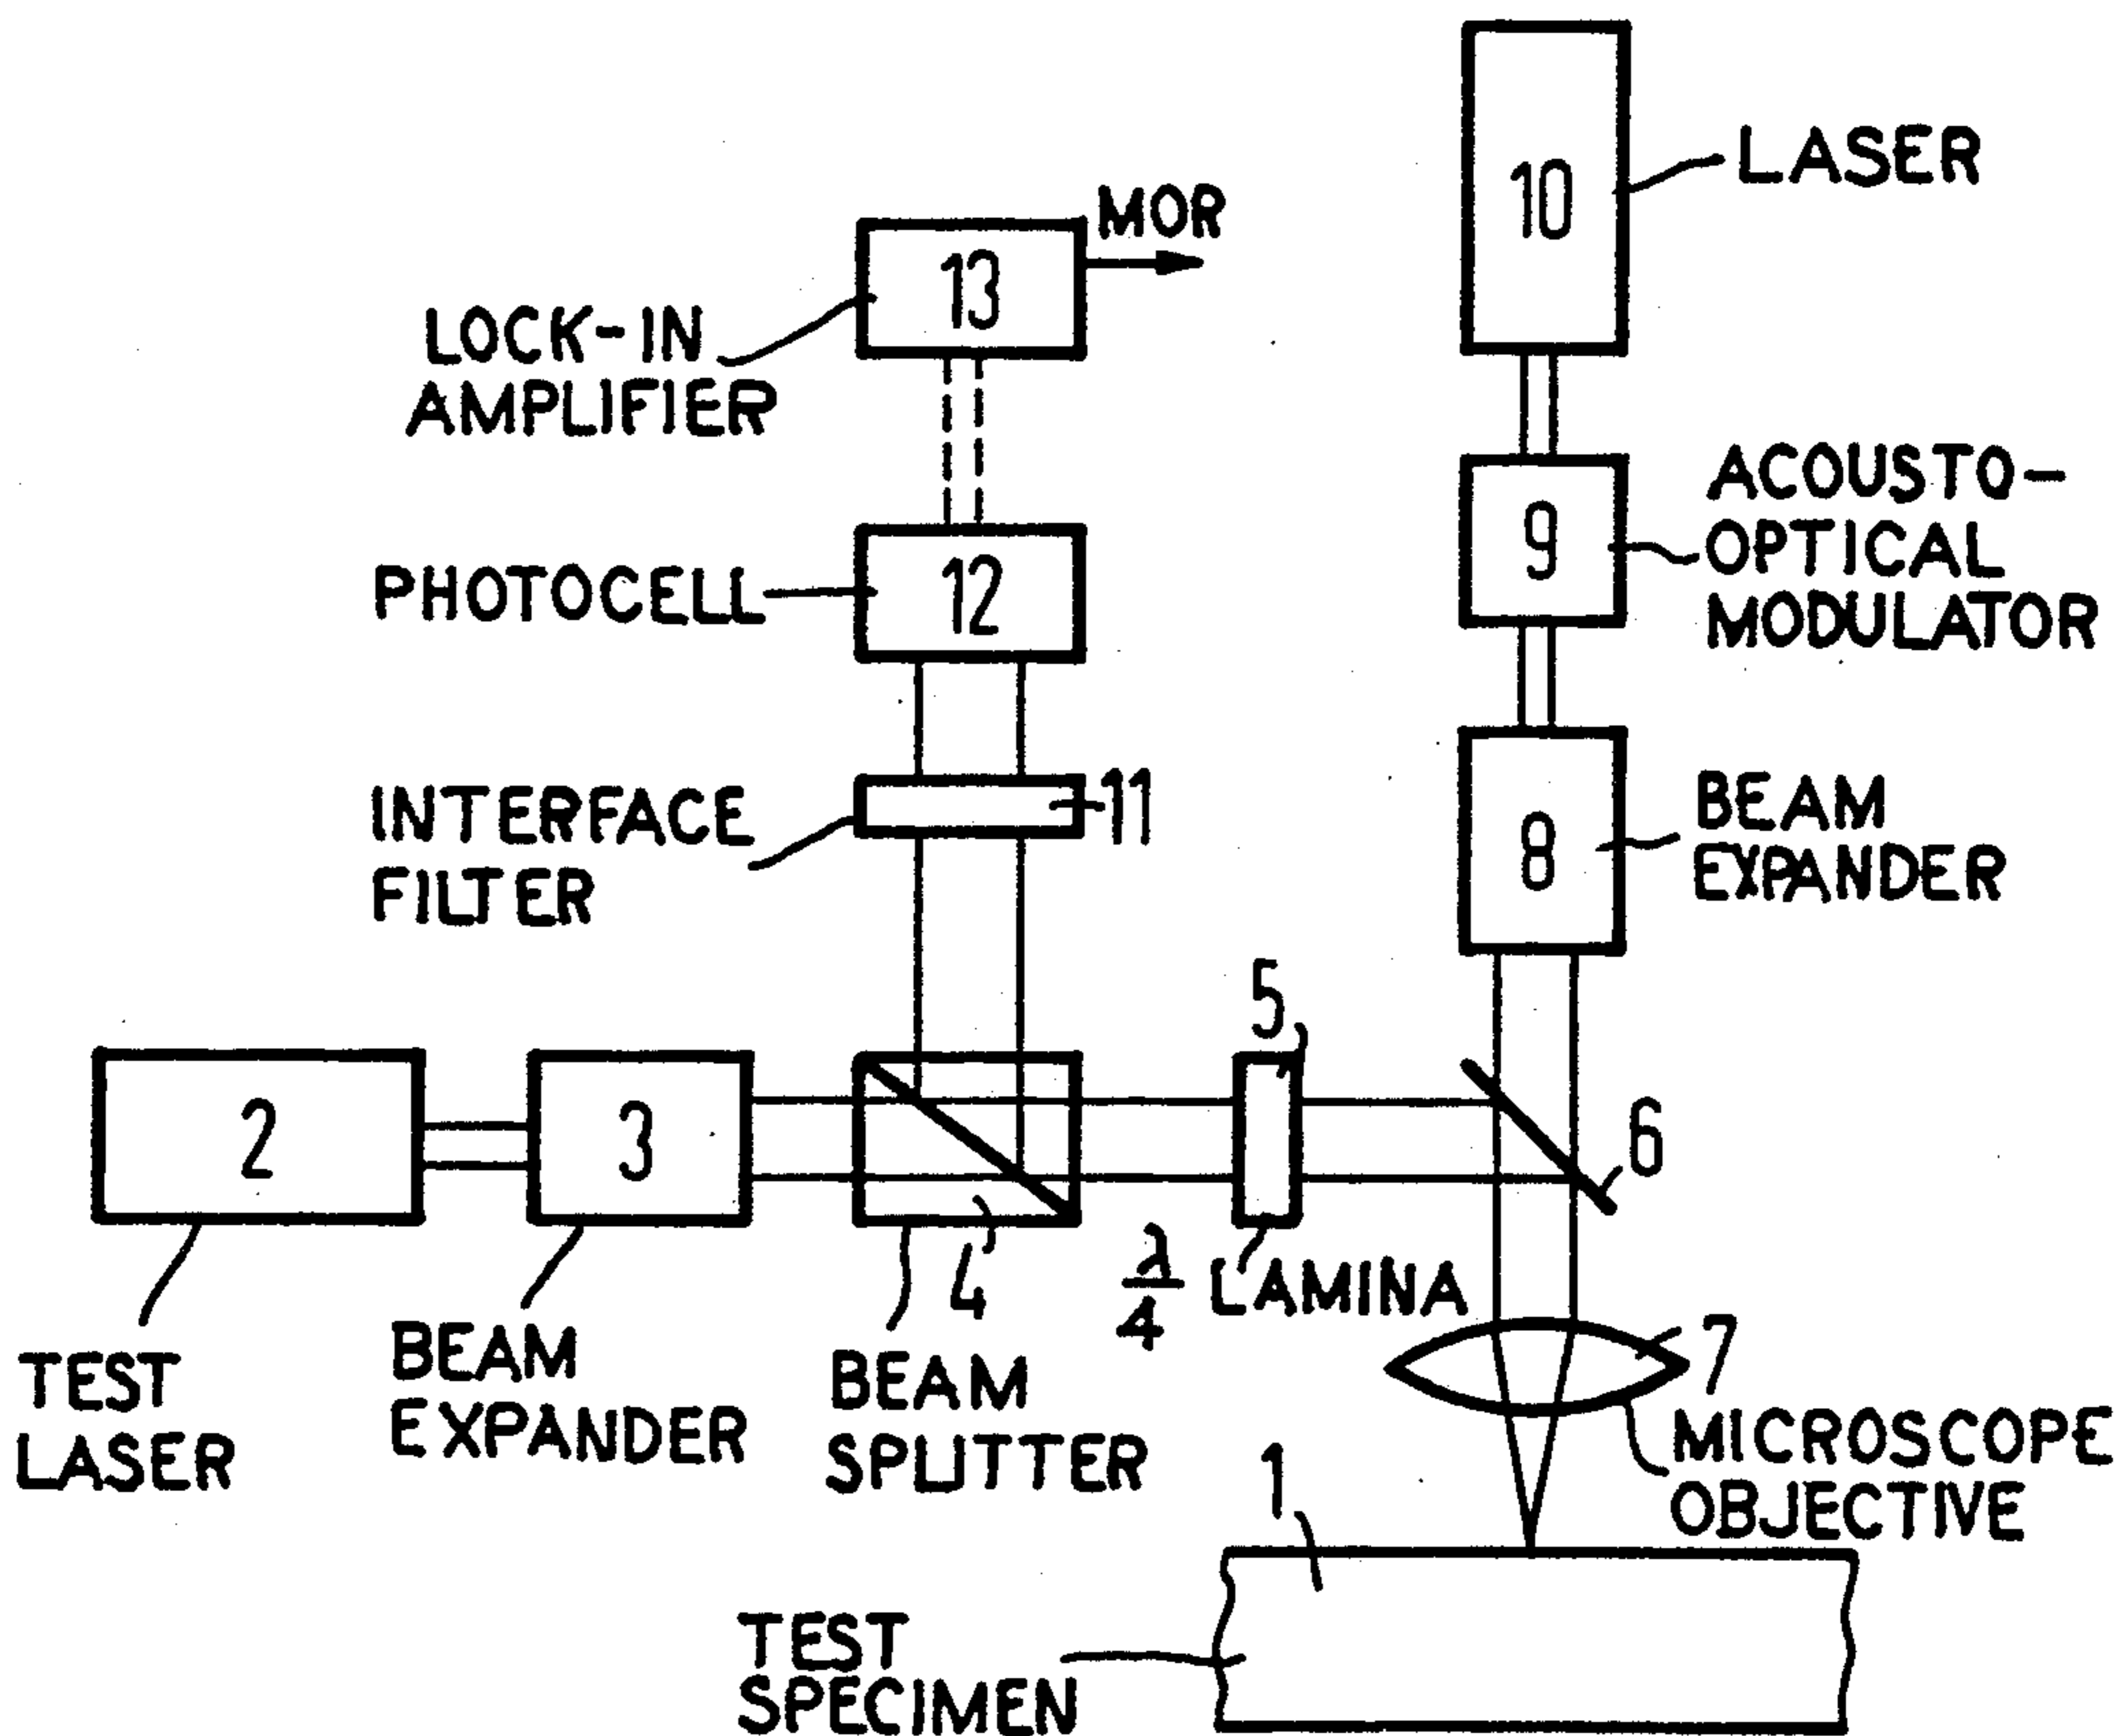 10
LASER
MOR
13
LOCK-IN
AMPLIFIER
ACOUSTO-
OPTICAL
MODULATOR
9
PHOTOCELL
12
INTERFACE
FILTER
11
BEAM
EXPANDER
8
5
2
3
6
4
λ/4 LAMINA
7
TEST
LASER
BEAM
EXPANDER
BEAM
SPLITTER
MICROSCOPE
OBJECTIVE
1
TEST
SPECIMEN